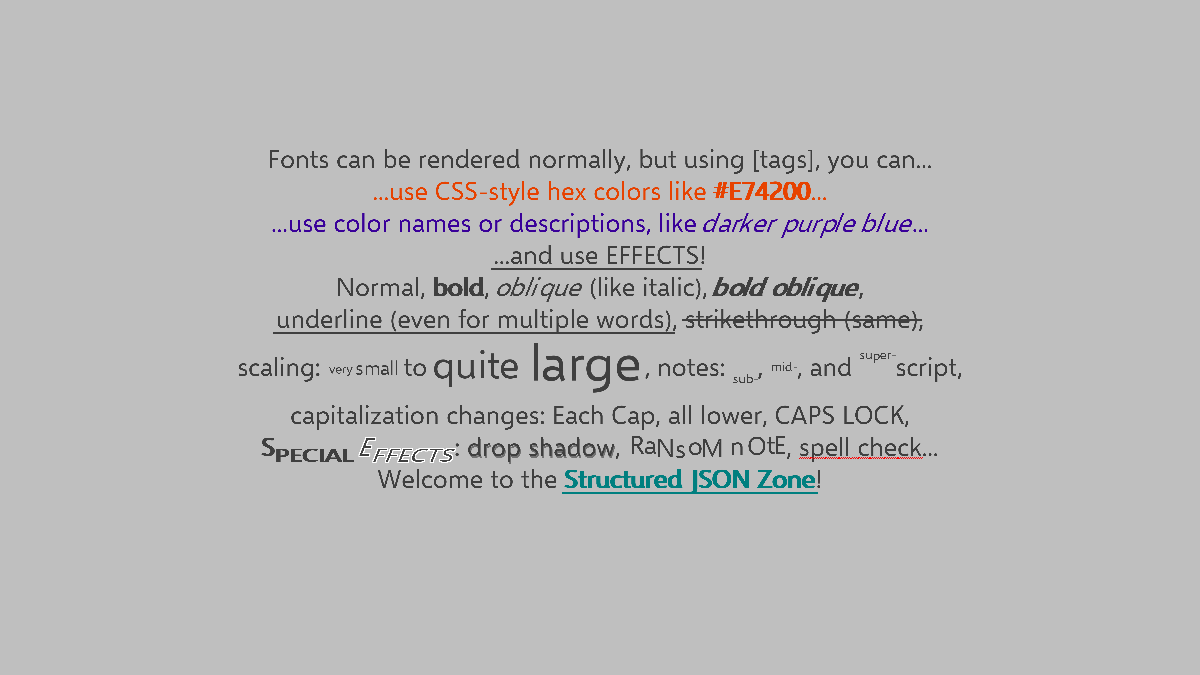 Fonts can be rendered normally, but using [tags], you can...
...use CSS-style hex colors like #E74200...
...use color names or descriptions, like darker purple blue...
...and use EFFECTS!
Normal, bold, oblique (like italic), bold oblique,
underline (even for multiple words), strikethrough (same),
scaling: very small to quite large, notes: sub-, mid-, and super-script,
capitalization changes: Each Cap, all lower, CAPS LOCK,
SPECIAL EFFECTS: drop shadow, RaNsoM nOtE, spell check...
Welcome to the Structured JSON Zone!